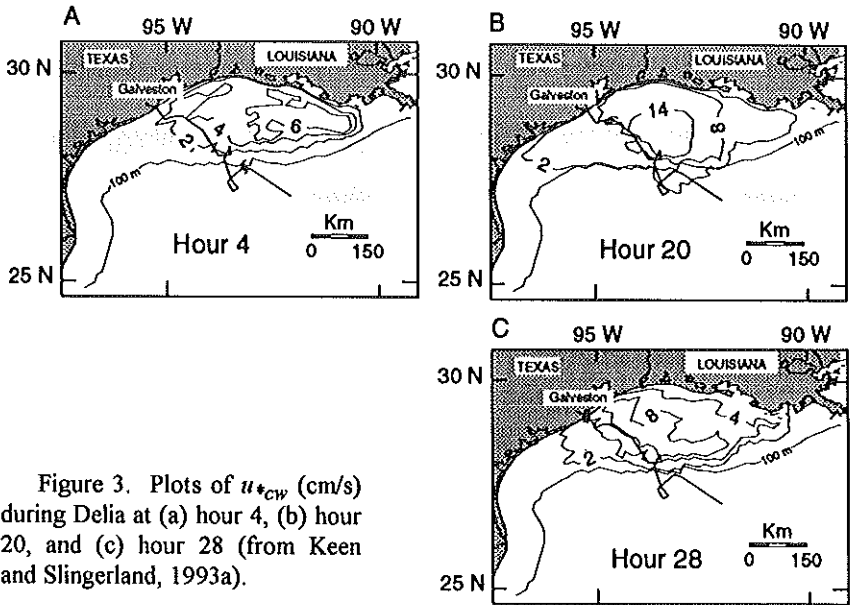 A
95 W
90 W
30 N
TEXAS
LOUISIANA
Galveston
2
4
6
100 m
Km
0 150
Hour 4
25 N
B
95 W
90 W
30 N
TEXAS
LOUISIANA
Galveston
14
8
2
100 m
Km
0 150
Hour 20
25 N
C
95 W
90 W
30 N
TEXAS
LOUISIANA
Galveston
8
4
2
100 m
Km
0 150
Hour 28
25 N
Figure 3. Plots of u*cw (cm/s)
during Delia at (a) hour 4, (b) hour
20, and (c) hour 28 (from Keen
and Slingerland, 1993a).